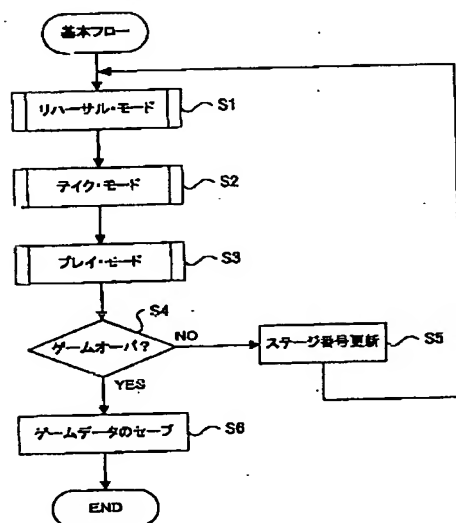 基本フロー
リハーサル・モード
S1
テイク・モード
S2
プレイ・モード
S3
S4
ゲームオーバ?
NO
ステージ番号更新
S5
YES
ゲームデータのセーブ
S6
END